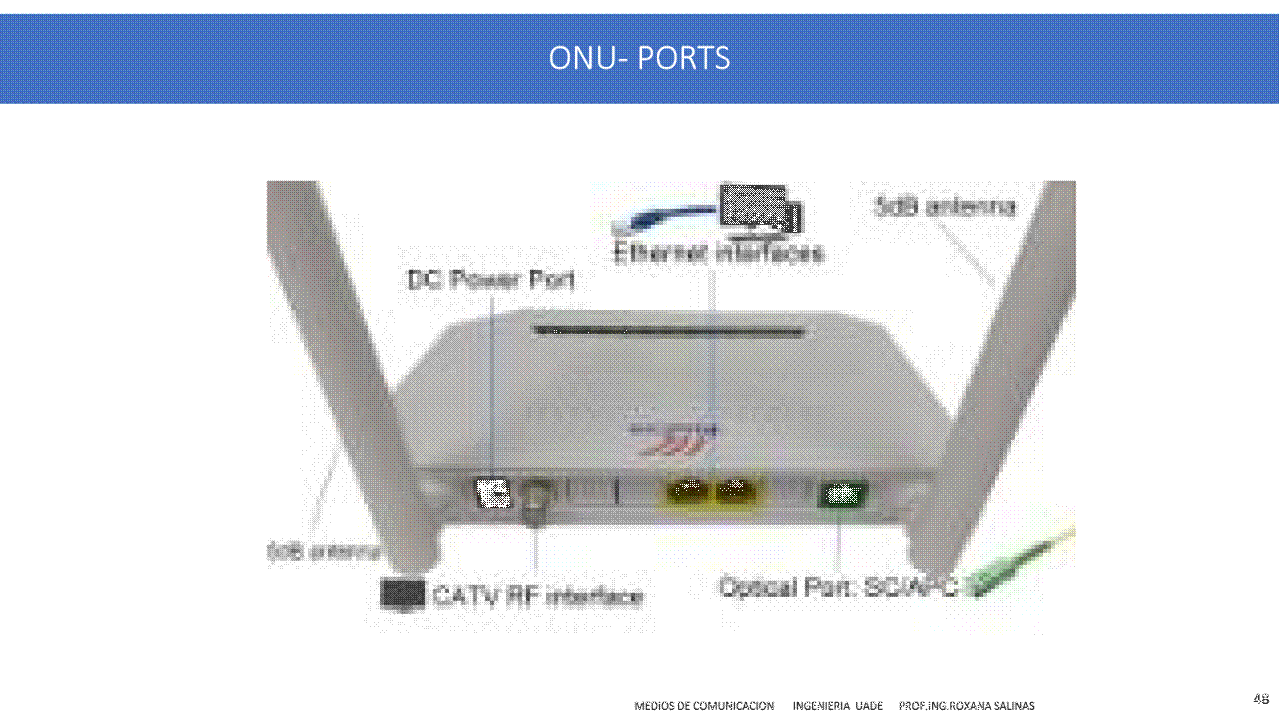 ONU- PORTS
5dB antenna
Ethernet interfaces
DC Power Port
5dB antenna
CATV RF interface
Optical Port: SC/APC
MEDIOS DE COMUNICACION INGENIERIA UADE PROF.ING.ROXANA SALINAS
48